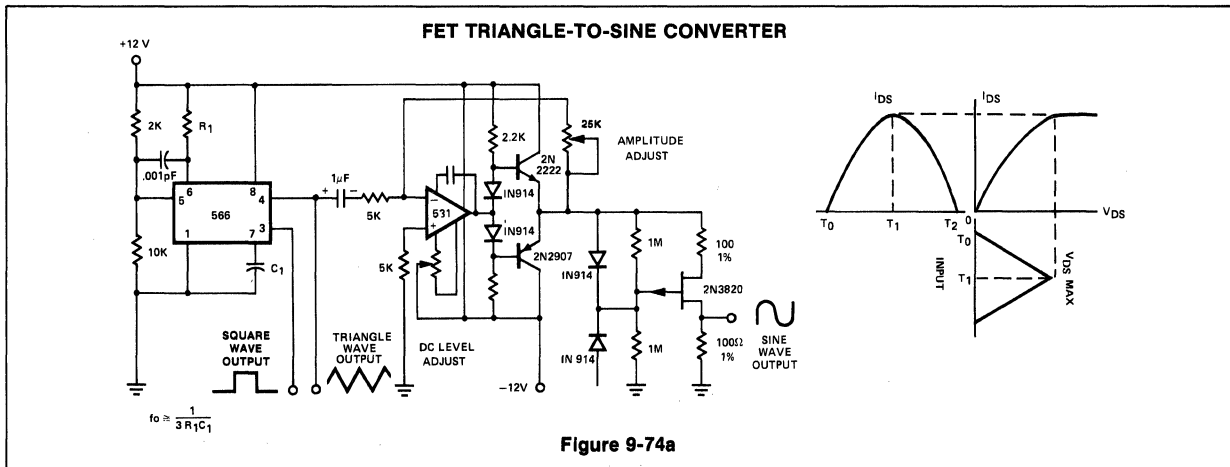 FET TRIANGLE-TO-SINE CONVERTER
+12 V
2K
R1
.001pF
6
8
5
4
566
3
1
7
10K
C1
1µF
+
−
5K
5K
531
−
+
2.2K
IN914
IN914
2N
2222
2N2907
25K
AMPLITUDE
ADJUST
IN914
IN 914
1M
1M
100
1%
2N3820
100Ω
1%
SINE
WAVE
OUTPUT
DC LEVEL
ADJUST
−12V
SQUARE
WAVE
OUTPUT
TRIANGLE
WAVE
OUTPUT
fo ≅ 1
3 R1C1
IDS
IDS
T0
T1
T2
0
VDS
T0
T1
INPUT
VDS MAX
Figure 9-74a